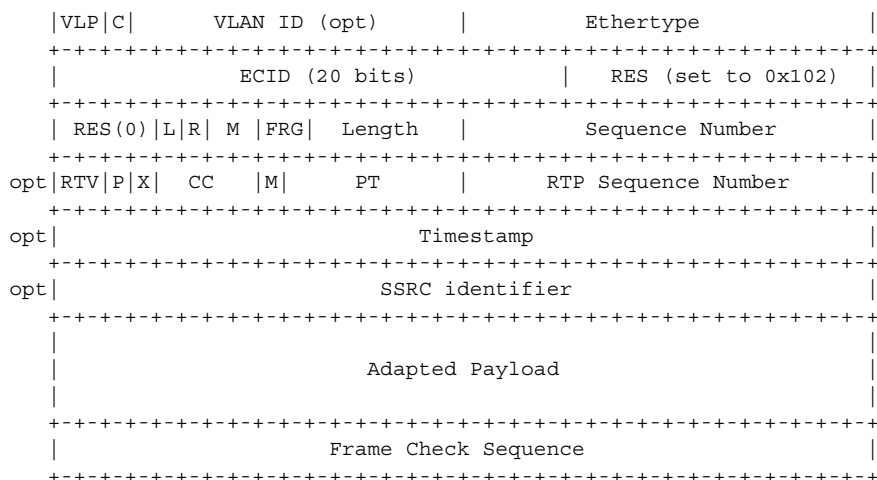 |VLP|C|     VLAN ID (opt)     |         Ethertype             |
+-+-+-+-+-+-+-+-+-+-+-+-+-+-+-+-+-+-+-+-+-+-+-+-+-+-+-+-+-+-+-+-+
|              ECID (20 bits)           |  RES (set to 0x102)  |
+-+-+-+-+-+-+-+-+-+-+-+-+-+-+-+-+-+-+-+-+-+-+-+-+-+-+-+-+-+-+-+-+
| RES(0)|L|R| M |FRG|  Length   |         Sequence Number       |
+-+-+-+-+-+-+-+-+-+-+-+-+-+-+-+-+-+-+-+-+-+-+-+-+-+-+-+-+-+-+-+-+
opt|RTV|P|X|  CC   |M|     PT      |      RTP Sequence Number      |
+-+-+-+-+-+-+-+-+-+-+-+-+-+-+-+-+-+-+-+-+-+-+-+-+-+-+-+-+-+-+-+-+
opt|                            Timestamp                          |
+-+-+-+-+-+-+-+-+-+-+-+-+-+-+-+-+-+-+-+-+-+-+-+-+-+-+-+-+-+-+-+-+
opt|                         SSRC identifier                       |
+-+-+-+-+-+-+-+-+-+-+-+-+-+-+-+-+-+-+-+-+-+-+-+-+-+-+-+-+-+-+-+-+
|                                                               |
|                        Adapted Payload                        |
|                                                               |
+-+-+-+-+-+-+-+-+-+-+-+-+-+-+-+-+-+-+-+-+-+-+-+-+-+-+-+-+-+-+-+-+
|                     Frame Check Sequence                      |
+-+-+-+-+-+-+-+-+-+-+-+-+-+-+-+-+-+-+-+-+-+-+-+-+-+-+-+-+-+-+-+-+